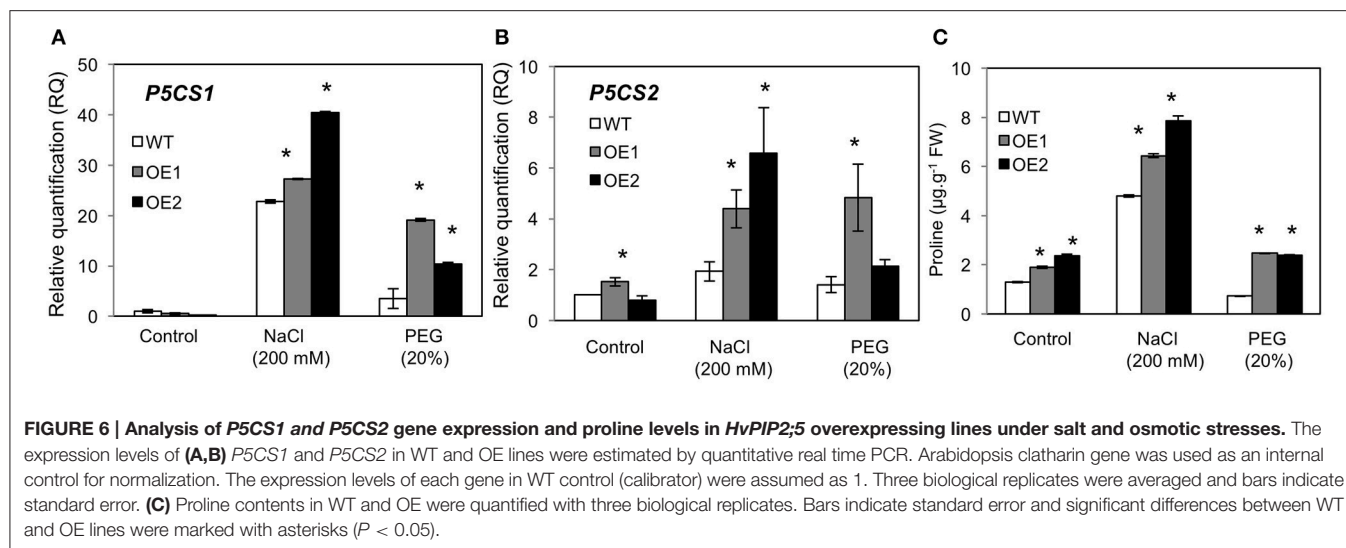 A
50
40
30
20
10
0
Relative quantification (RQ)
P5CS1
WT
OE1
OE2
*
*
*
*
Control
NaCl
(200 mM)
PEG
(20%)
B
10
8
6
4
2
0
Relative quantification (RQ)
P5CS2
WT
OE1
OE2
*
*
*
*
Control
NaCl
(200 mM)
PEG
(20%)
C
10
8
6
4
2
0
Proline (µg.g-1 FW)
WT
OE1
OE2
*
*
*
*
*
*
Control
NaCl
(200 mM)
PEG
(20%)
FIGURE 6 | Analysis of P5CS1 and P5CS2 gene expression and proline levels in HvPIP2;5 overexpressing lines under salt and osmotic stresses. The
expression levels of (A,B) P5CS1 and P5CS2 in WT and OE lines were estimated by quantitative real time PCR. Arabidopsis clatharin gene was used as an internal
control for normalization. The expression levels of each gene in WT control (calibrator) were assumed as 1. Three biological replicates were averaged and bars indicate
standard error. (C) Proline contents in WT and OE were quantified with three biological replicates. Bars indicate standard error and significant differences between WT
and OE lines were marked with asterisks (P < 0.05).